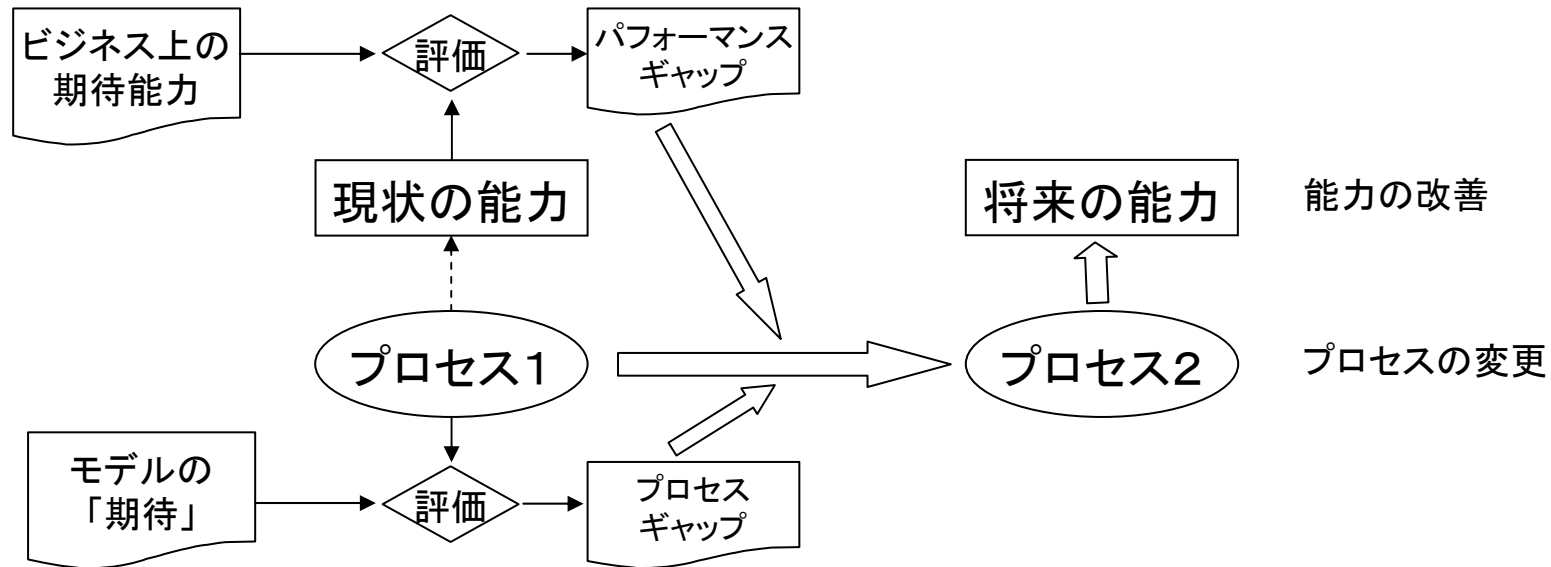 ビジネス上の
期待能力
評価
パフォーマンス
ギャップ
現状の能力
将来の能力
能力の改善
プロセス1
プロセス2
プロセスの変更
モデルの
「期待」
評価
プロセス
ギャップ